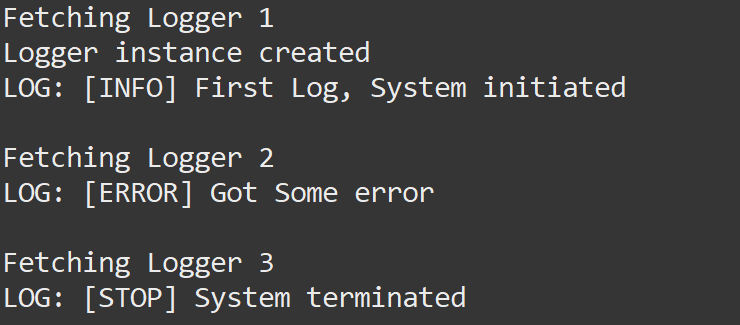 Fetching Logger 1
Logger instance created
LOG: [INFO] First Log, System initiated
Fetching Logger 2
LOG: [ERROR] Got Some error
Fetching Logger 3
LOG: [STOP] System terminated